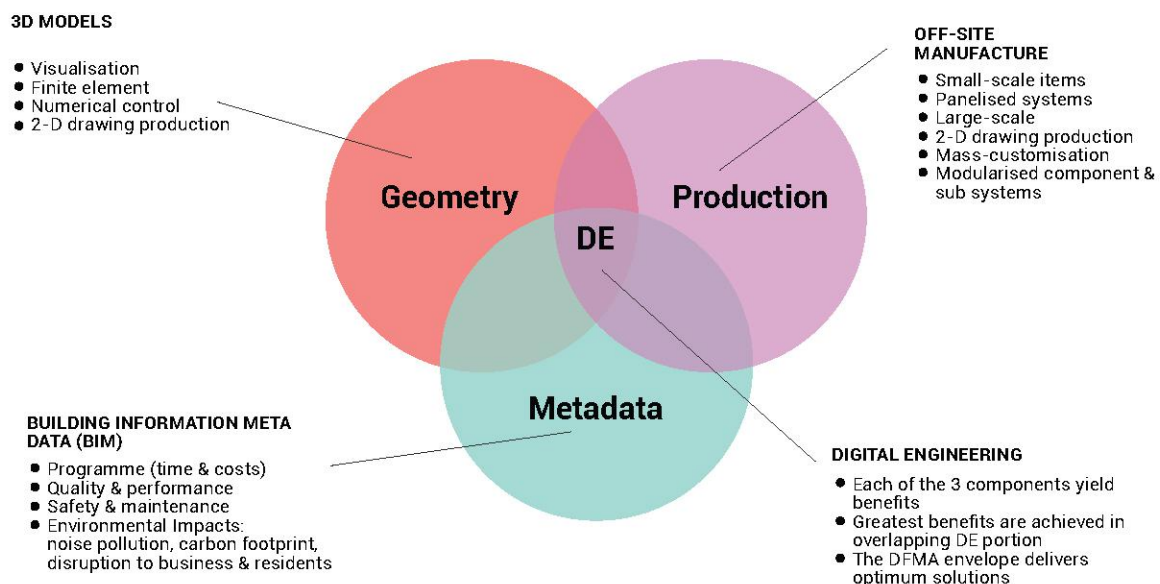 3D MODELS
● Visualisation
● Finite element
● Numerical control
● 2-D drawing production
OFF-SITE
MANUFACTURE
● Small-scale items
● Panelised systems
● Large-scale
● 2-D drawing production
● Mass-customisation
● Modularised component &
sub systems
Geometry
Production
DE
Metadata
BUILDING INFORMATION META
DATA (BIM)
● Programme (time & costs)
● Quality & performance
● Safety & maintenance
● Environmental Impacts:
noise pollution, carbon footprint,
disruption to business & residents
DIGITAL ENGINEERING
● Each of the 3 components yield
benefits
● Greatest benefits are achieved in
overlapping DE portion
● The DFMA envelope delivers
optimum solutions